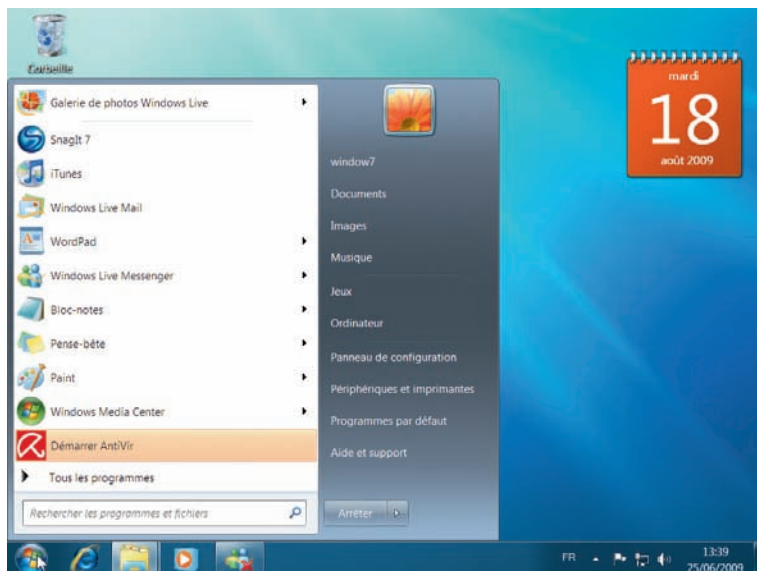 Corbeille
Galerie de photos Windows Live
SnagIt 7
iTunes
Windows Live Mail
WordPad
Windows Live Messenger
Bloc-notes
Pense-bête
Paint
Windows Media Center
Démarrer AntiVir
Tous les programmes
Rechercher les programmes et fichiers
window7
Documents
Images
Musique
Jeux
Ordinateur
Panneau de configuration
Périphériques et imprimantes
Programmes par défaut
Aide et support
Arrêter
mardi
18
août 2009
FR
13:39
25/06/2009